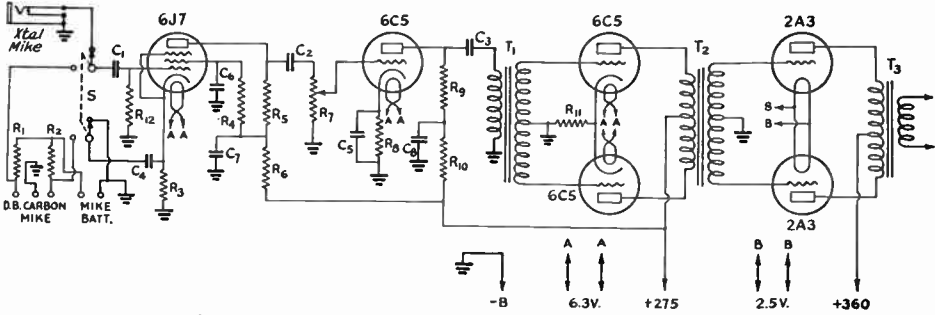 6J7
6C5
6C5
2A3
Xtal
Mike
C1
C2
C3
T1
T2
T3
S
C6
R12
A A
R4
R5
R7
R9
R11
A A
A A
A A
B
B
R1
R2
C4
R3
C7
R6
C5
R8
C8
R10
6C5
2A3
D.B. CARBON
MIKE
MIKE
BATT.
A A
B B
-B
6.3V.
+275
2.5V.
+360